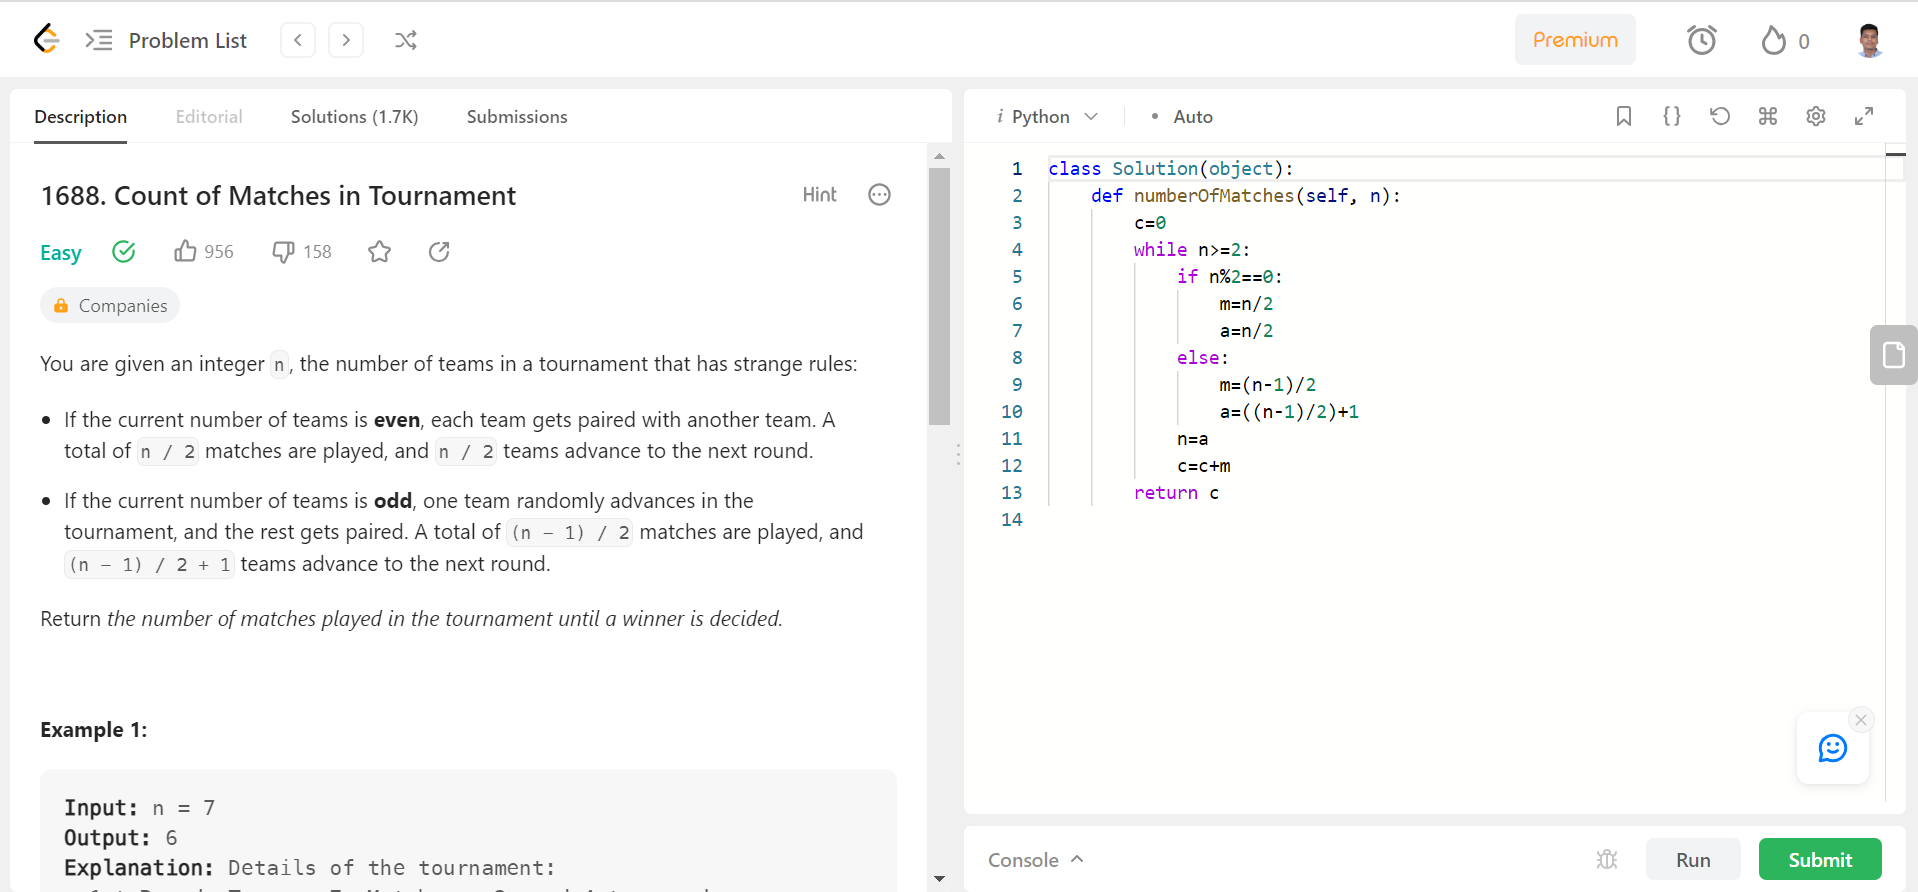 Problem List
Premium
0
Description Editorial Solutions (1.7K) Submissions
1688. Count of Matches in Tournament
Hint
Easy 956 158
Companies
You are given an integer n, the number of teams in a tournament that has strange rules:
• If the current number of teams is even, each team gets paired with another team. A
total of n / 2 matches are played, and n / 2 teams advance to the next round.
• If the current number of teams is odd, one team randomly advances in the
tournament, and the rest gets paired. A total of (n - 1) / 2 matches are played, and
(n - 1) / 2 + 1 teams advance to the next round.
Return the number of matches played in the tournament until a winner is decided.
Example 1:
Input: n = 7
Output: 6
Explanation: Details of the tournament:
i Python • Auto
1 class Solution(object):
2 def numberOfMatches(self, n):
3 c=0
4 while n>=2:
5 if n%2==0:
6 m=n/2
7 a=n/2
8 else:
9 m=(n-1)/2
10 a=((n-1)/2)+1
11 n=a
12 c=c+m
13 return c
14
Console
Run
Submit